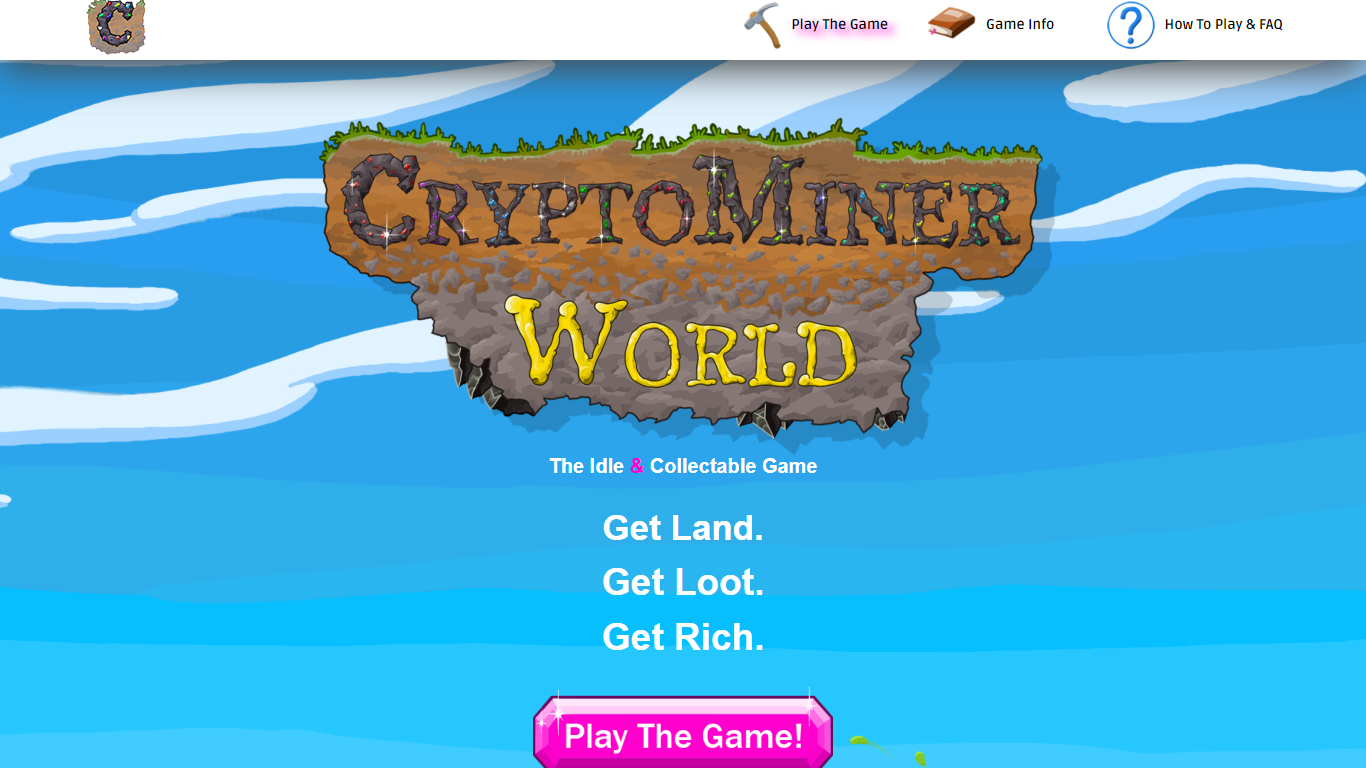 C
Play The Game
Game Info
? How To Play & FAQ
CryptoMiner
World
The Idle & Collectable Game
Get Land.
Get Loot.
Get Rich.
Play The Game!